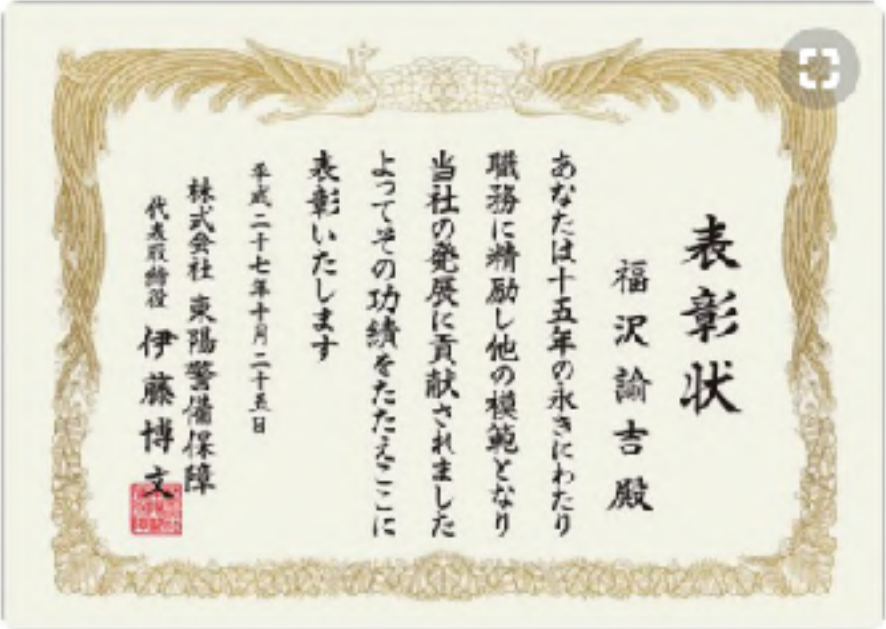 表彰状
福沢諭吉殿
あなたは十五年の永きにわたり
職務に精励し他の模範となり
当社の発展に貢献されました
よってその功績をたたえここに
表彰いたします
平成二十七年十月二十五日
株式会社 東陽警備保障
代表取締役 伊藤博文